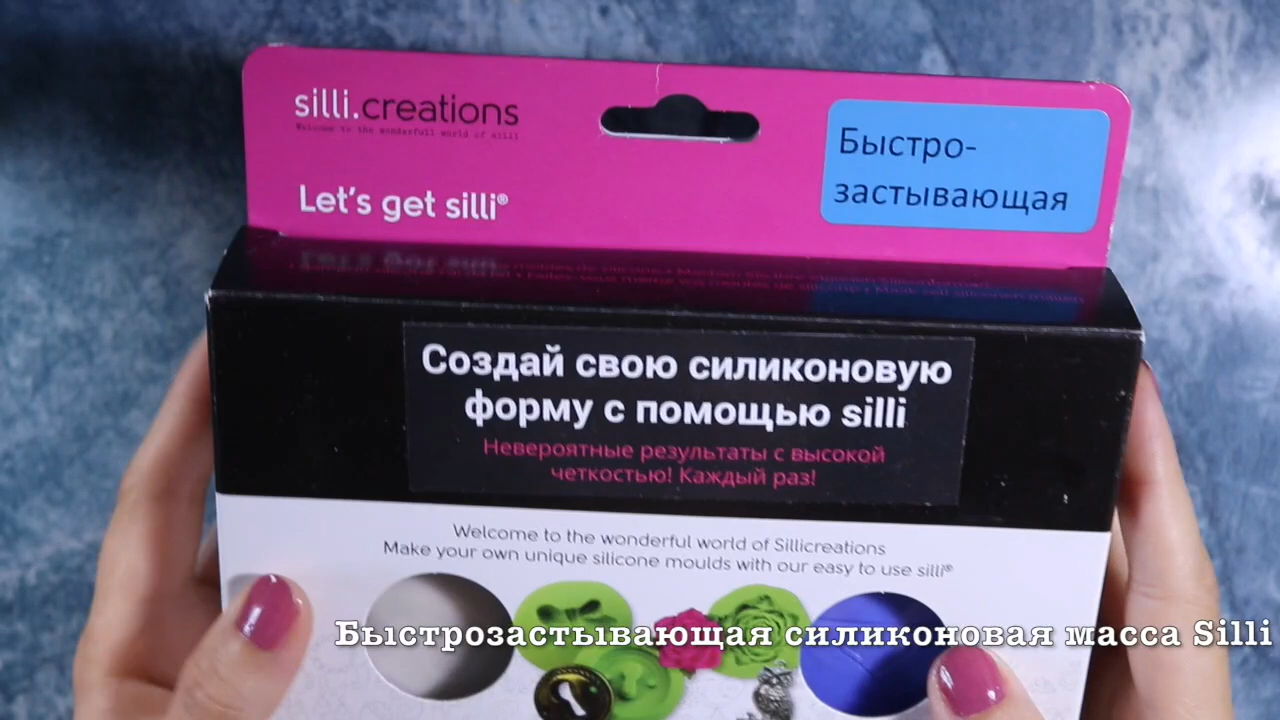 silli.creations
Welcome to the wonderfull world of silli
Let's get silli®
Быстро-
застывающая
Создай свою силиконовую
форму с помощью silli
Невероятные результаты с высокой
четкостью! Каждый раз!
Welcome to the wonderful world of Sillicreations
Make your own unique silicone moulds with our easy to use silli®
Быстрозастывающая силиконовая масса Silli